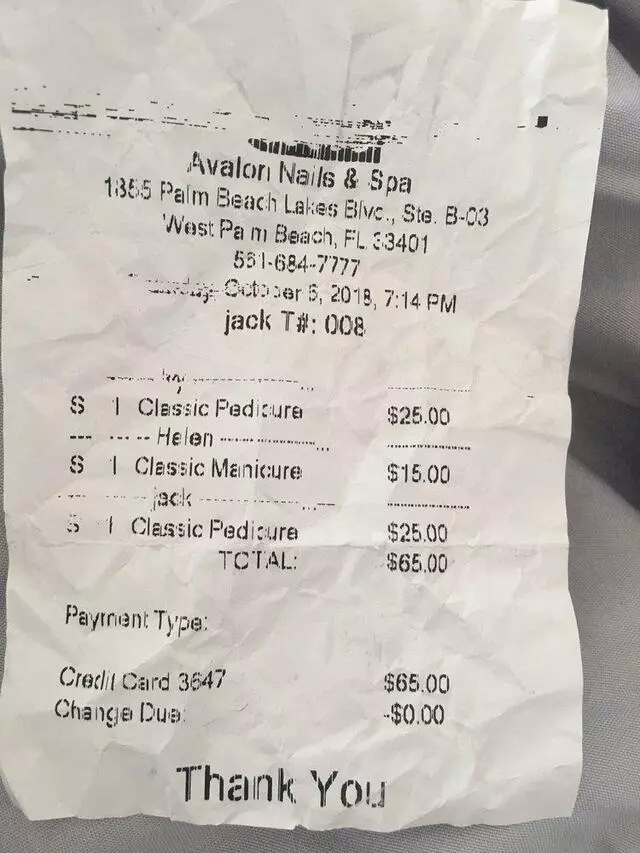 Avalon Nails & Spa
1855 Palm Beach Lakes Blvd., Ste. B-03
West Palm Beach, FL 33401
561-684-7777
October 6, 2018, 7:14 PM
jack T#: 008
S 1 Classic Pedicure $25.00
--- --- -- Helen ----------------...
S 1 Classic Manicure $15.00
--- ------ jack ----------------...
S 1 Classic Pedicure $25.00
TOTAL: $65.00
Payment Type:
Credit Card 3647 $65.00
Change Due: -$0.00
Thank You